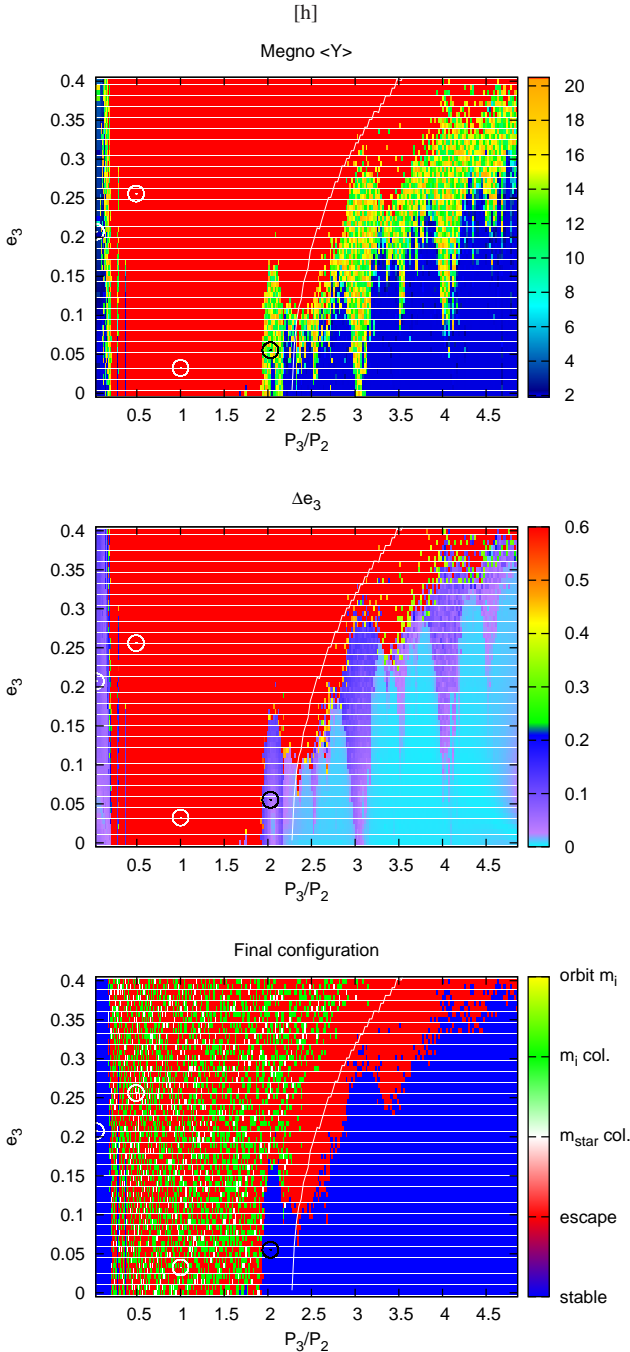 [h]
Megno <Y>
0.4
0.35
0.3
0.25
0.2
0.15
0.1
0.05
0
e3
0.5 1 1.5 2 2.5 3 3.5 4 4.5
P3/P2
20
18
16
14
12
10
8
6
4
2
Δe3
0.4
0.35
0.3
0.25
0.2
0.15
0.1
0.05
0
e3
0.5 1 1.5 2 2.5 3 3.5 4 4.5
P3/P2
0.6
0.5
0.4
0.3
0.2
0.1
0
Final configuration
0.4
0.35
0.3
0.25
0.2
0.15
0.1
0.05
0
e3
0.5 1 1.5 2 2.5 3 3.5 4 4.5
P3/P2
orbit mi
mi col.
mstar col.
escape
stable